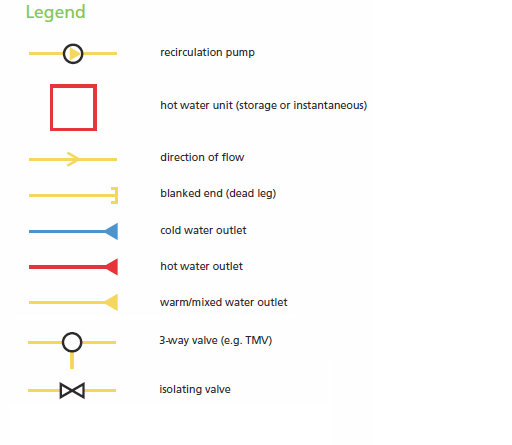 Legend
recirculation pump
hot water unit (storage or instantaneous)
direction of flow
blanked end (dead leg)
cold water outlet
hot water outlet
warm/mixed water outlet
3-way valve (e.g. TMV)
isolating valve